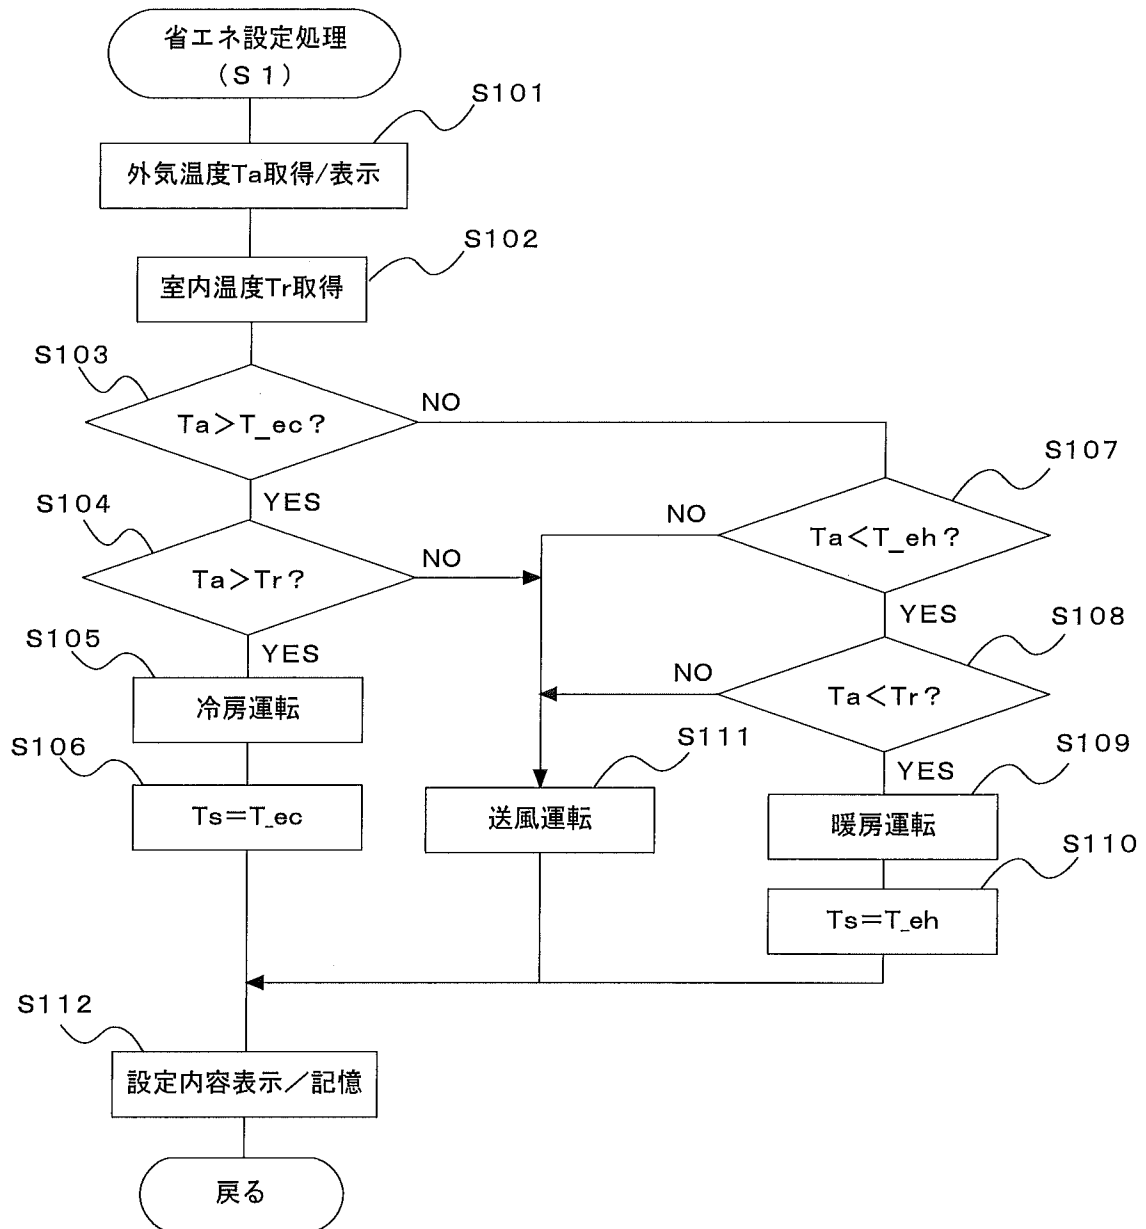 省エネ設定処理
(S1)
S101
外気温度Ta取得/表示
S102
室内温度Tr取得
S103
Ta>T_ec?
NO
YES
S104
Ta>Tr?
NO
YES
S107
Ta<T_eh?
NO
YES
S108
Ta<Tr?
NO
YES
S105
冷房運転
S106
Ts=T_ec
S111
送風運転
S109
暖房運転
S110
Ts=T_eh
S112
設定内容表示/記憶
戻る